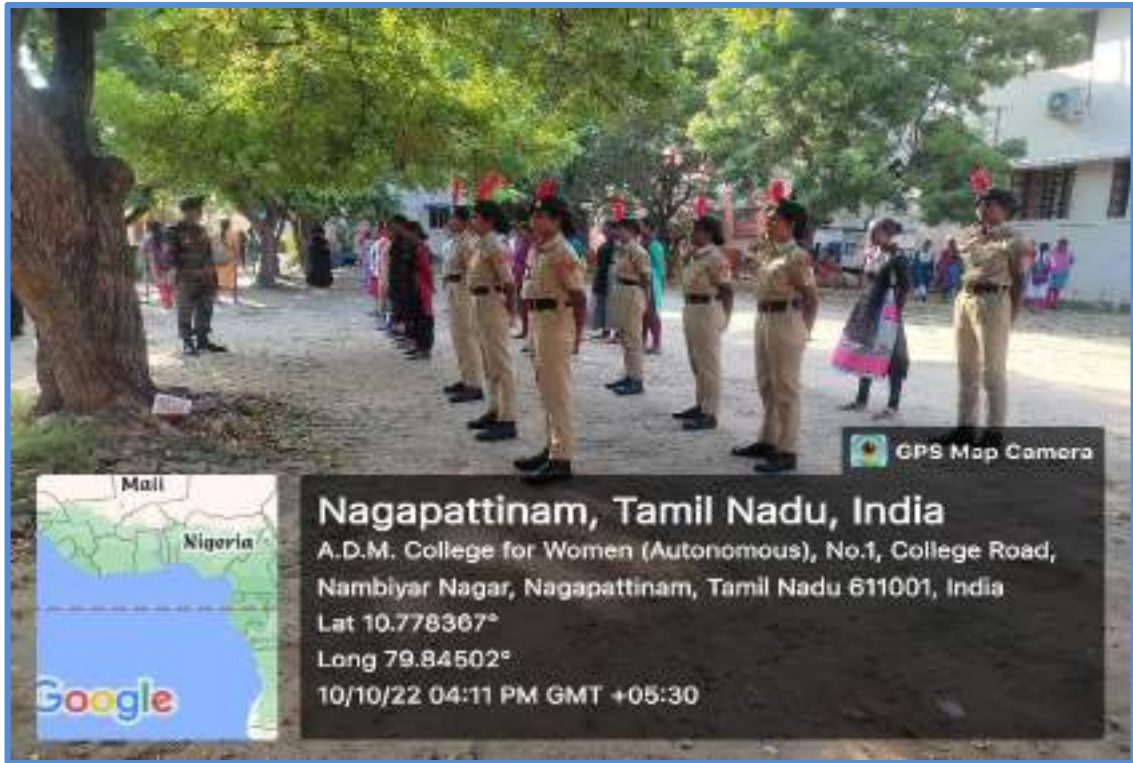 GPS Map Camera
Mali
Nigeria
Google
Nagapattinam, Tamil Nadu, India
A.D.M. College for Women (Autonomous), No.1, College Road,
Nambiyar Nagar, Nagapattinam, Tamil Nadu 611001, India
Lat 10.778367°
Long 79.84502°
10/10/22 04:11 PM GMT +05:30